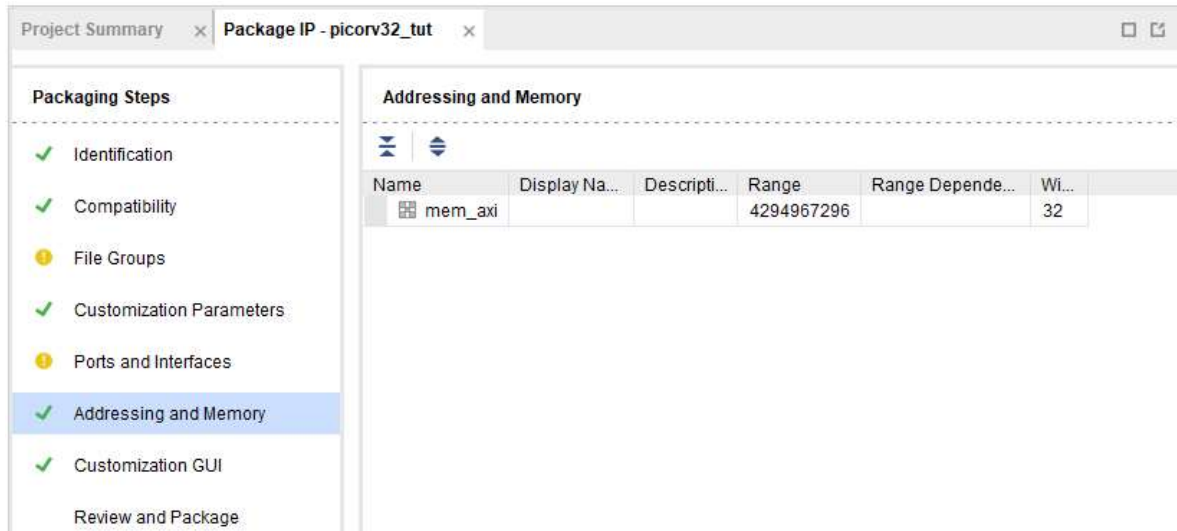 Project Summary × Package IP - picorv32_tut ×
Packaging Steps
Identification
Compatibility
File Groups
Customization Parameters
Ports and Interfaces
Addressing and Memory
Customization GUI
Review and Package
Addressing and Memory
Name Display Na... Descripti... Range Range Depende... Wi...
mem_axi 4294967296 32